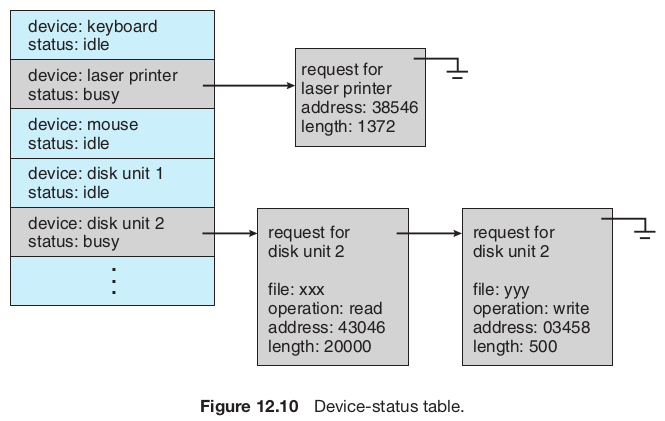 device: keyboard
status: idle
device: laser printer
status: busy
device: mouse
status: idle
device: disk unit 1
status: idle
device: disk unit 2
status: busy
request for
laser printer
address: 38546
length: 1372
request for
disk unit 2
file: xxx
operation: read
address: 43046
length: 20000
request for
disk unit 2
file: yyy
operation: write
address: 03458
length: 500
Figure 12.10 Device-status table.